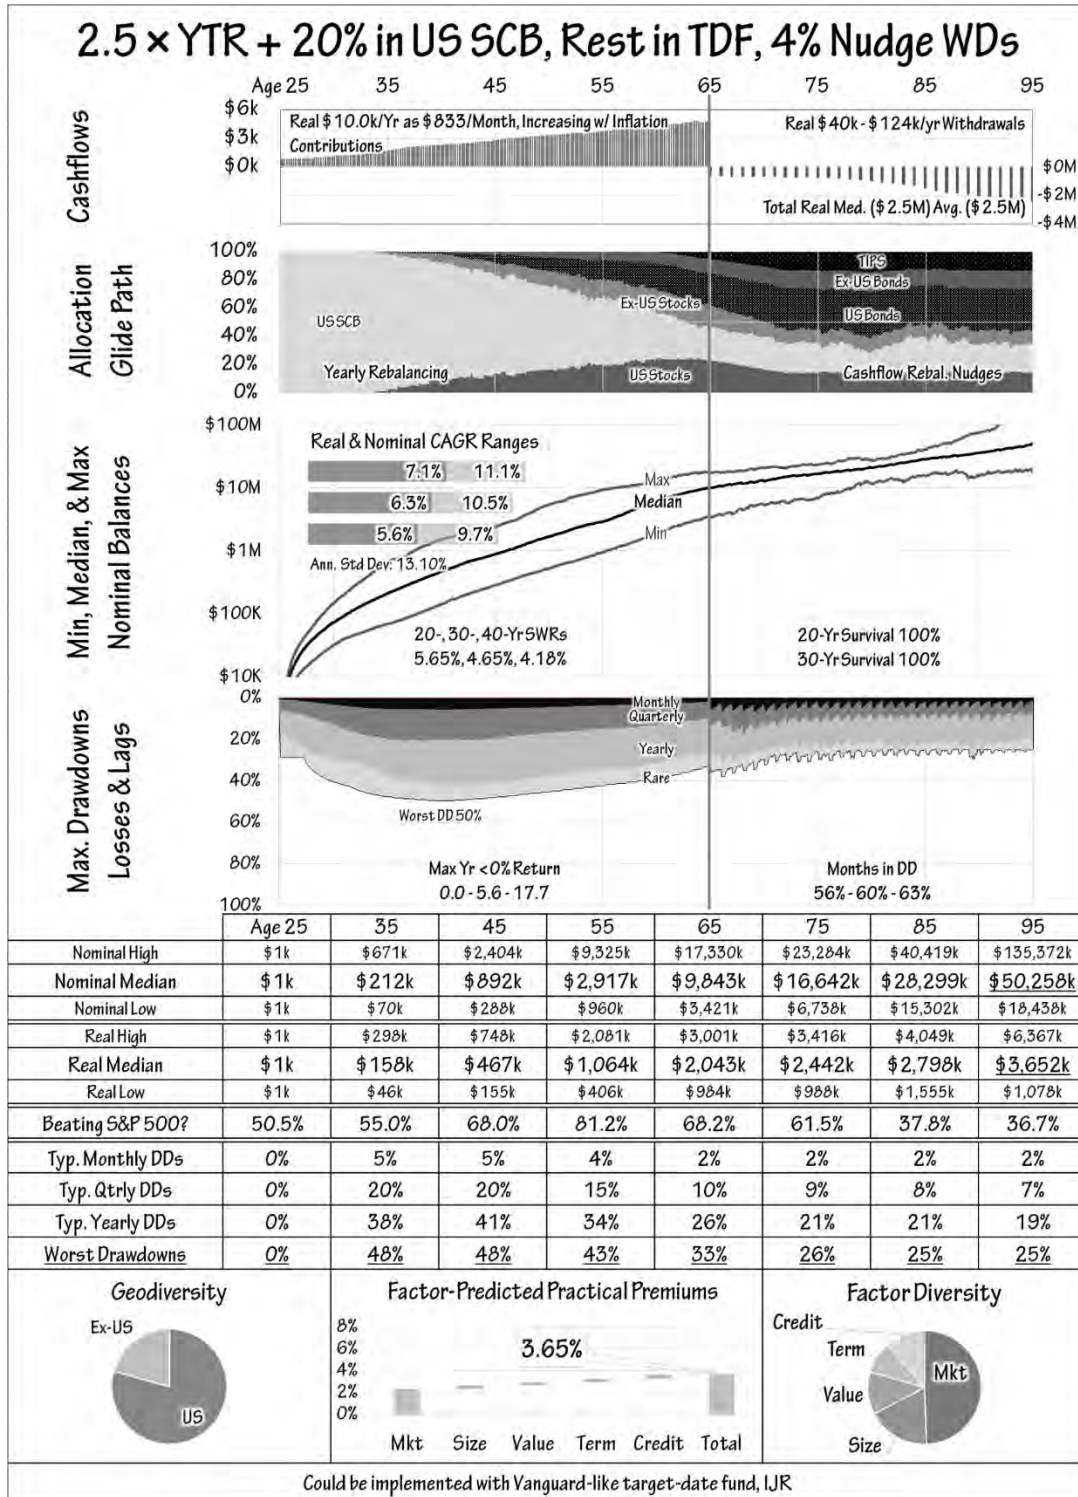 2.5 × YTR + 20% in US SCB, Rest in TDF, 4% Nudge WDs
Age 25 35 45 55 65 75 85 95
Cashflows
$6k
$3k
$0k
Real $10.0k/Yr as $833/Month, Increasing w/ Inflation
Contributions
Real $40k - $124k/yr Withdrawals
$0M
-$2M
-$4M
Total Real Med. ($2.5M) Avg. ($2.5M)
Allocation
Glide Path
100%
80%
60%
40%
20%
0%
US SCB
Yearly Rebalancing
Ex-US Stocks
US Stocks
TIPS
Ex-US Bonds
US Bonds
Cashflow Rebal. Nudges
Min, Median, & Max
Nominal Balances
$100M
$10M
$1M
$100K
$10K
Real & Nominal CAGR Ranges
7.1% 11.1%
6.3% 10.5%
5.6% 9.7%
Ann. Std Dev: 13.10%
Max
Median
Min
20-, 30-, 40-Yr SWRs
5.65%, 4.65%, 4.18%
20-Yr Survival 100%
30-Yr Survival 100%
Max. Drawdowns
Losses & Lags
0%
20%
40%
60%
80%
100%
Monthly
Quarterly
Yearly
Rare
Worst DD 50%
Max Yr <0% Return
0.0 - 5.6 - 17.7
Months in DD
56% - 60% - 63%
Age 25 35 45 55 65 75 85 95
Nominal High $1k $671k $2,404k $9,325k $17,330k $23,284k $40,419k $135,372k
Nominal Median $1k $212k $892k $2,917k $9,843k $16,642k $28,299k $50,258k
Nominal Low $1k $70k $288k $960k $3,421k $6,738k $15,302k $18,438k
Real High $1k $298k $748k $2,081k $3,001k $3,416k $4,049k $6,367k
Real Median $1k $158k $467k $1,064k $2,043k $2,442k $2,798k $3,652k
Real Low $1k $46k $155k $406k $984k $988k $1,555k $1,078k
Beating S&P 500? 50.5% 55.0% 68.0% 81.2% 68.2% 61.5% 37.8% 36.7%
Typ. Monthly DDs 0% 5% 5% 4% 2% 2% 2% 2%
Typ. Qtrly DDs 0% 20% 20% 15% 10% 9% 8% 7%
Typ. Yearly DDs 0% 38% 41% 34% 26% 21% 21% 19%
Worst Drawdowns 0% 48% 48% 43% 33% 26% 25% 25%
Geodiversity
Ex-US
US
Factor-Predicted Practical Premiums
8%
6%
4%
2%
0%
3.65%
Mkt Size Value Term Credit Total
Factor Diversity
Credit
Term
Value
Size
Mkt
Could be implemented with Vanguard-like target-date fund, IJR